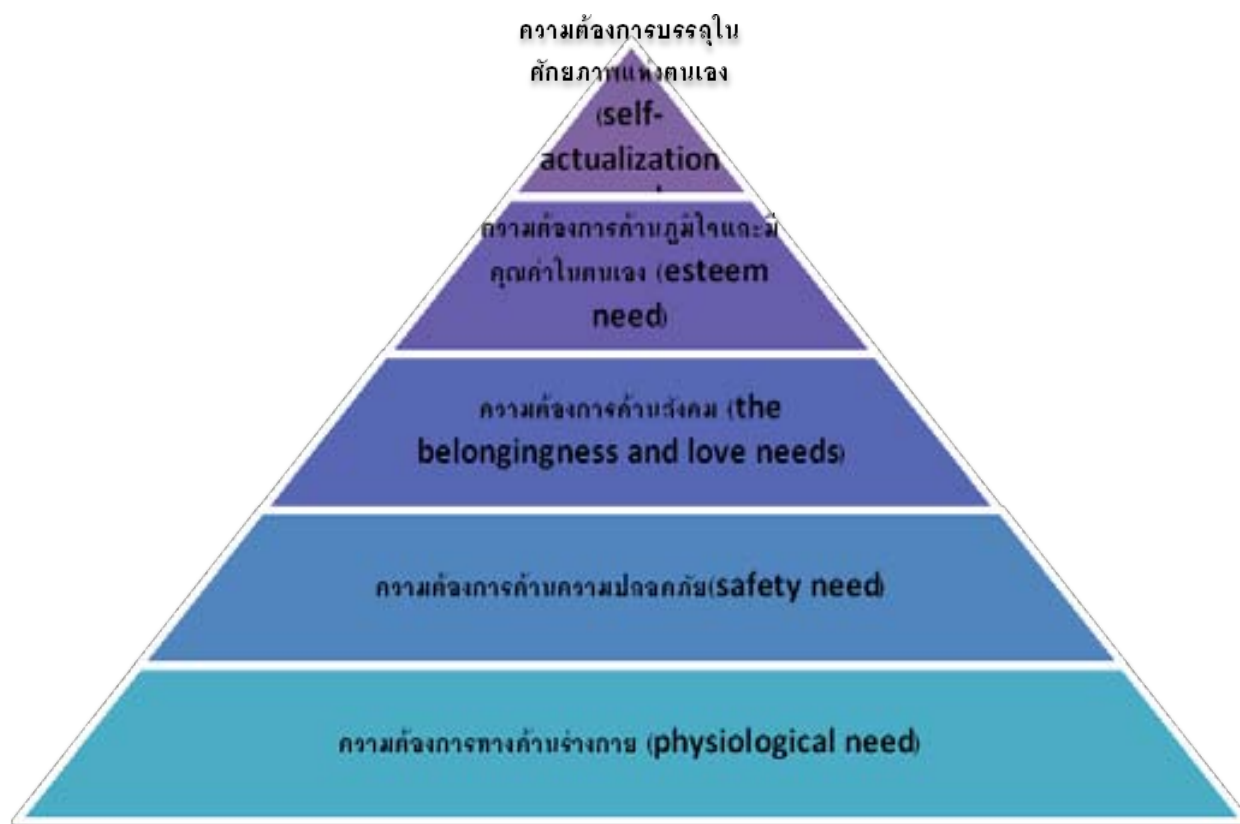 ความต้องการบรรลุใน
ศักยภาพแห่งตนเอง
(self-
actualization
ความต้องการด้านภูมิใจและมี
คุณค่าในตนเอง (esteem
need)
ความต้องการด้านสังคม (the
belongingness and love needs)
ความต้องการด้านความปลอดภัย(safety need)
ความต้องการทางด้านร่างกาย (physiological need)